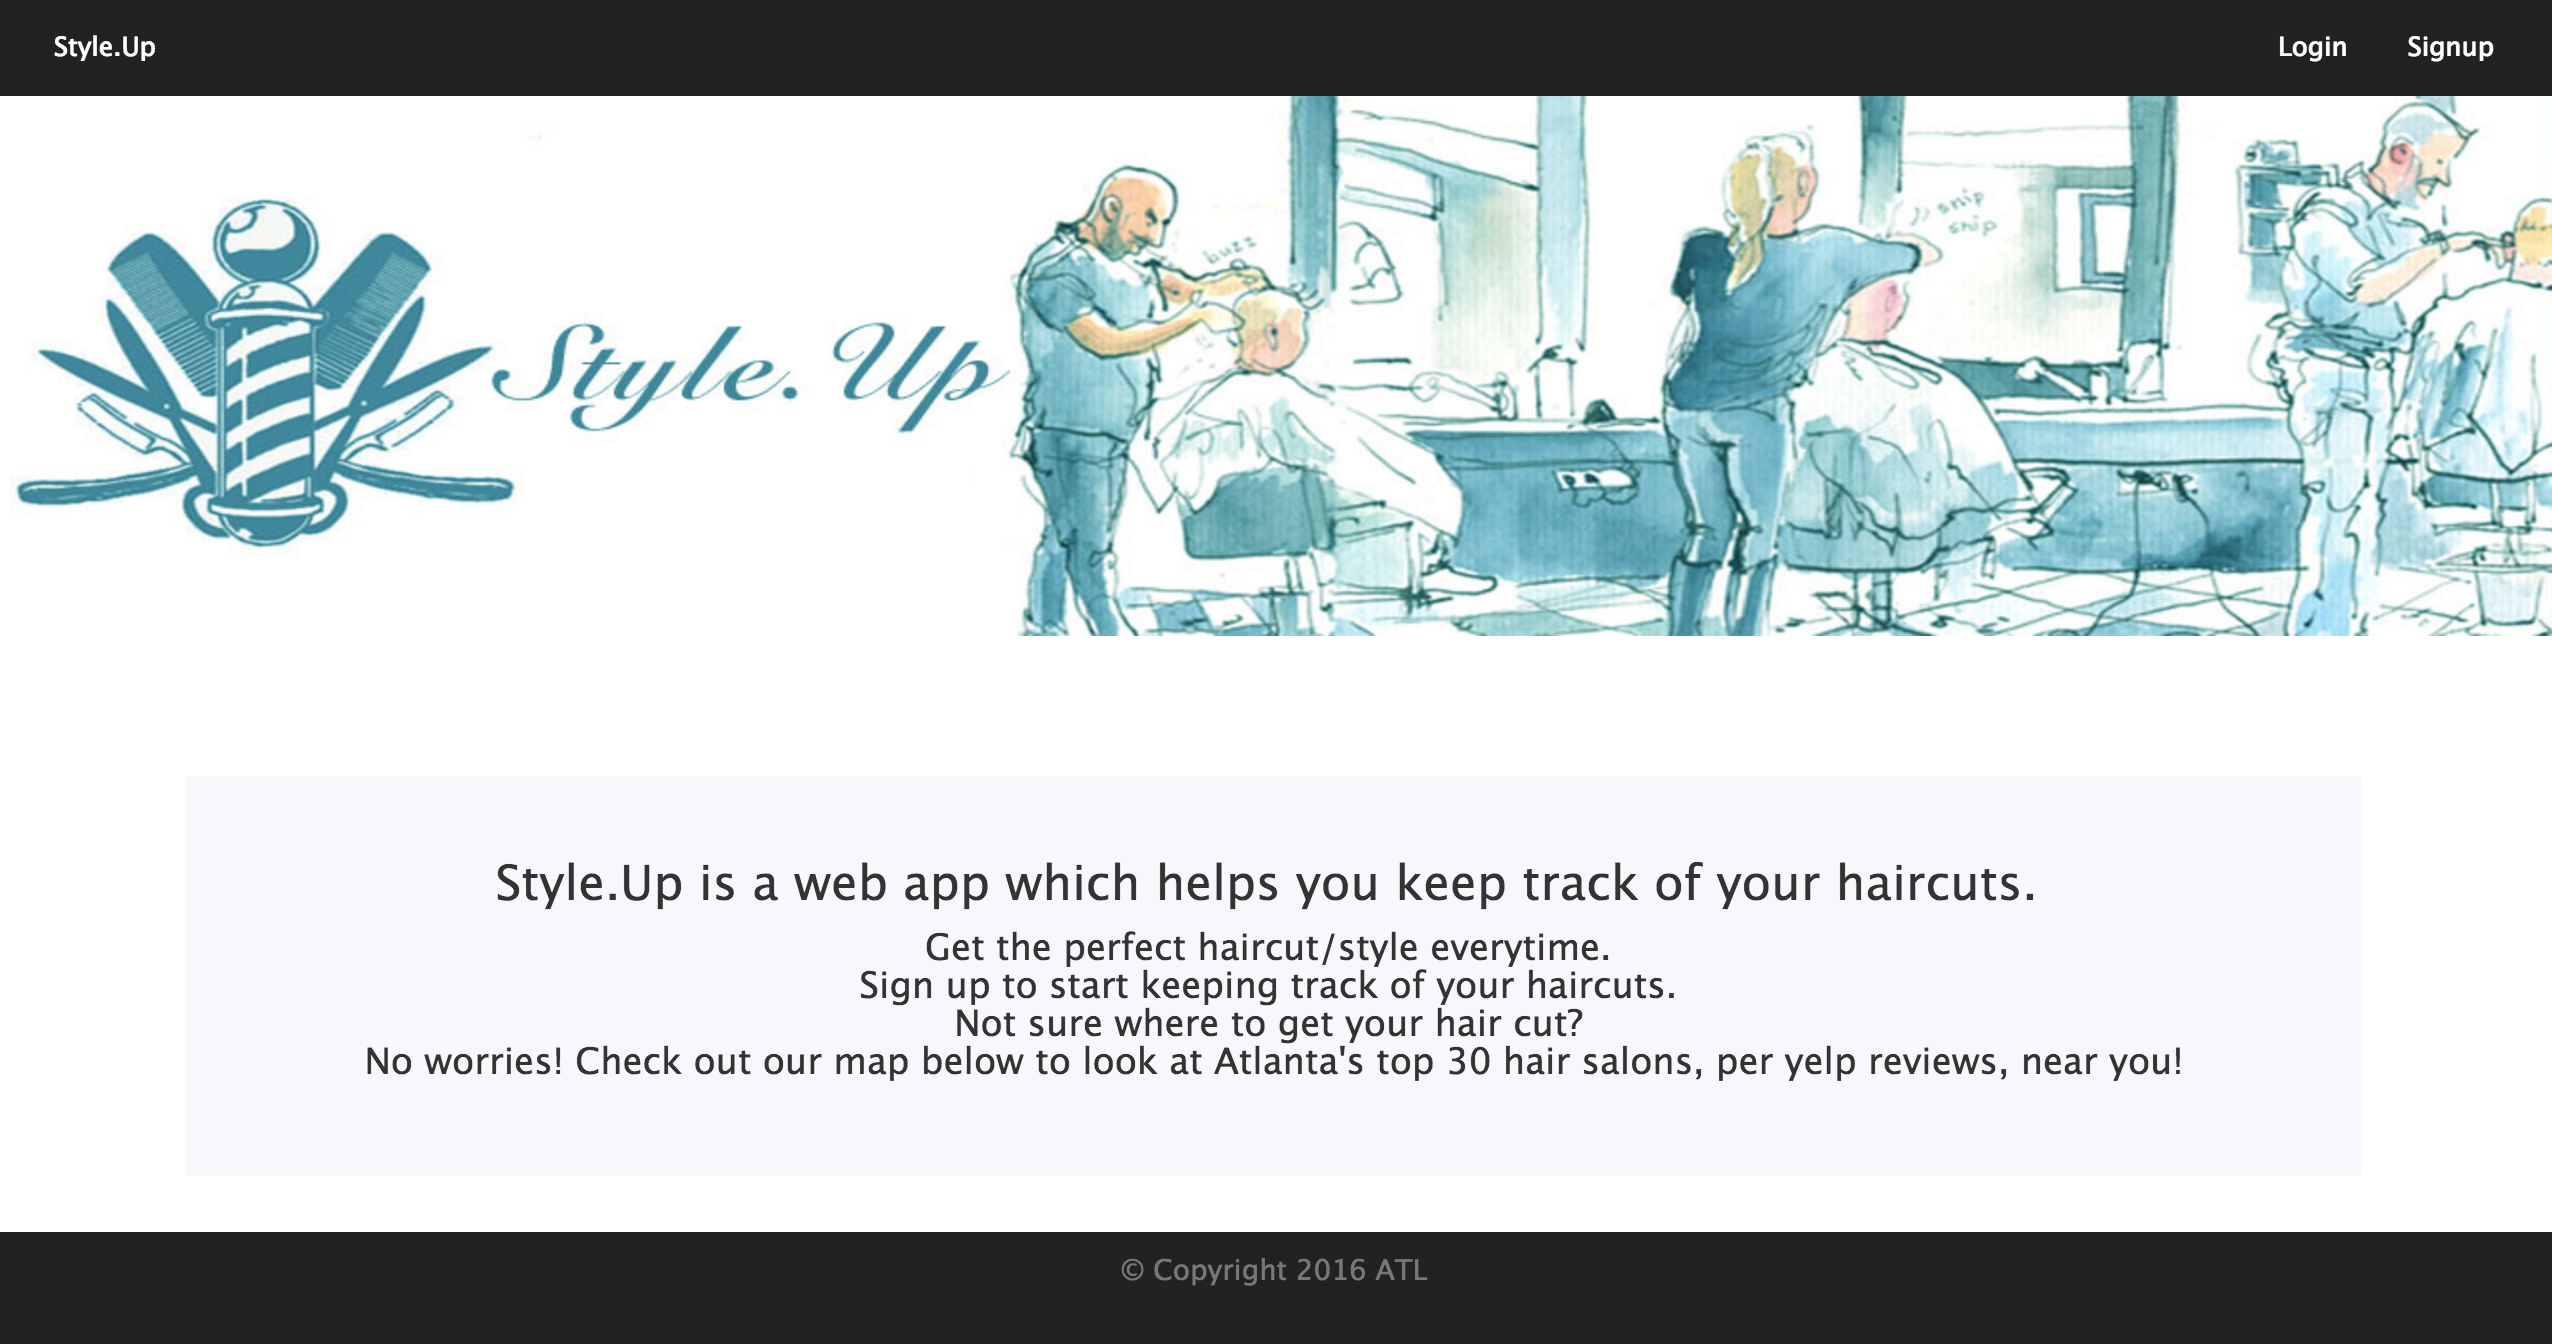 Style.Up
Login
Signup
Style.Up
buzz
snip
snip
Style.Up is a web app which helps you keep track of your haircuts.
Get the perfect haircut/style everytime.
Sign up to start keeping track of your haircuts.
Not sure where to get your hair cut?
No worries! Check out our map below to look at Atlanta's top 30 hair salons, per yelp reviews, near you!
© Copyright 2016 ATL